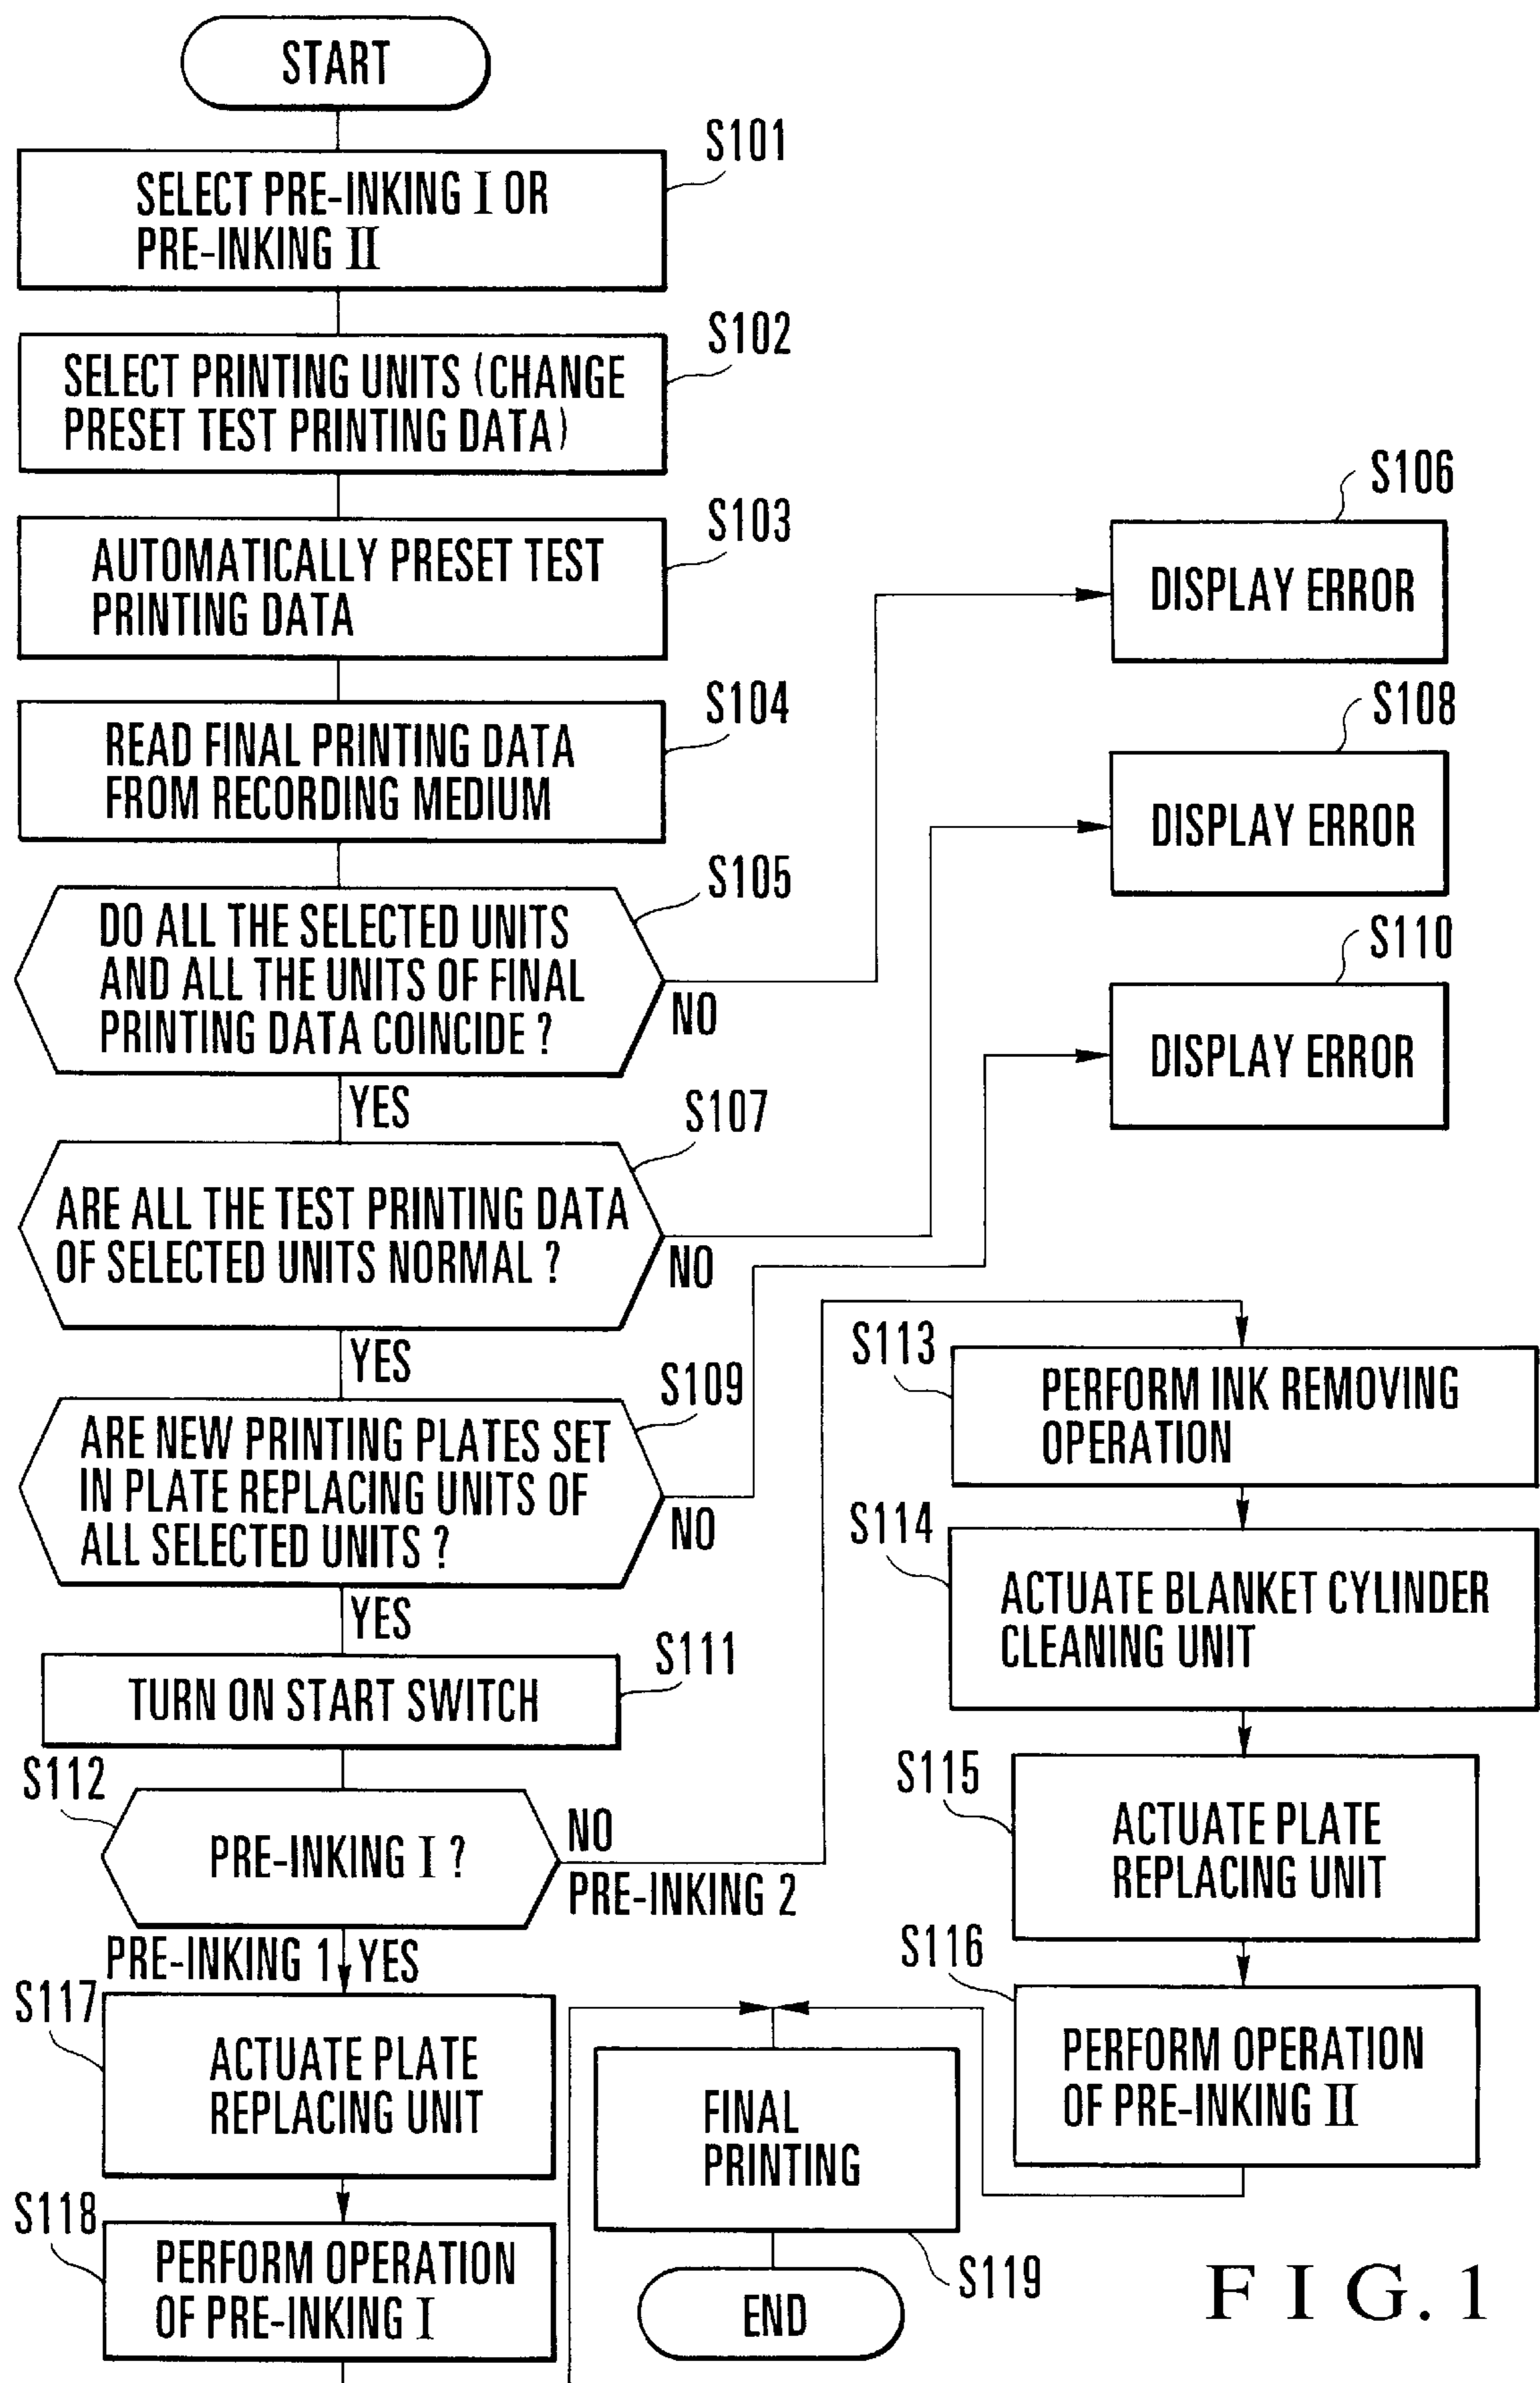 START
S101
SELECT PRE-INKING I OR
PRE-INKING II
S102
SELECT PRINTING UNITS (CHANGE
PRESET TEST PRINTING DATA)
S103
AUTOMATICALLY PRESET TEST
PRINTING DATA
S104
READ FINAL PRINTING DATA
FROM RECORDING MEDIUM
S105
DO ALL THE SELECTED UNITS
AND ALL THE UNITS OF FINAL
PRINTING DATA COINCIDE ?
NO
YES
S106
DISPLAY ERROR
S107
ARE ALL THE TEST PRINTING DATA
OF SELECTED UNITS NORMAL ?
NO
YES
S108
DISPLAY ERROR
S109
ARE NEW PRINTING PLATES SET
IN PLATE REPLACING UNITS OF
ALL SELECTED UNITS ?
NO
YES
S110
DISPLAY ERROR
S111
TURN ON START SWITCH
S112
PRE-INKING I ?
NO
PRE-INKING 2
PRE-INKING 1 YES
S113
PERFORM INK REMOVING
OPERATION
S114
ACTUATE BLANKET CYLINDER
CLEANING UNIT
S115
ACTUATE PLATE
REPLACING UNIT
S116
PERFORM OPERATION
OF PRE-INKING II
S117
ACTUATE PLATE
REPLACING UNIT
S118
PERFORM OPERATION
OF PRE-INKING I
FINAL
PRINTING
S119
END
FIG. 1